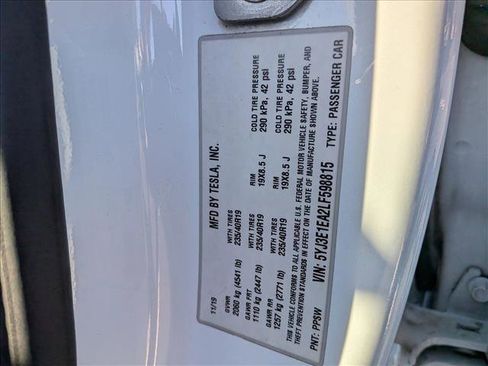 MFD BY TESLA, INC.
11/19
GVWR WITH TIRES RIM COLD TIRE PRESSURE
2060 kg (4541 lb) 235/40R19 19X8.5 J 290 kPa, 42 psi
GAWR FRT WITH TIRES RIM COLD TIRE PRESSURE
1110 kg (2447 lb) 235/40R19 19X8.5 J 290 kPa, 42 psi
GAWR RR
1257 kg (2771 lb)
THIS VEHICLE CONFORMS TO ALL APPLICABLE U.S. FEDERAL MOTOR VEHICLE SAFETY, BUMPER, AND
THEFT PREVENTION STANDARDS IN EFFECT ON THE DATE OF MANUFACTURE SHOWN ABOVE.
VIN: 5YJ3E1EA2LF598815 TYPE: PASSENGER CAR
PNT: PPSW